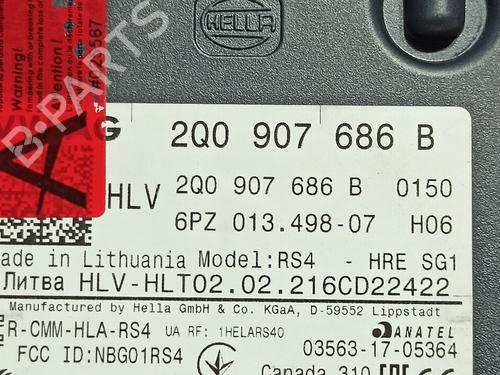 HELLA
Warning!
Attention !
AG
2Q0 907 686 B
HLV 2Q0 907 686 B 0150
6PZ 013.498-07 H06
ade in Lithuania Model:RS4 - HRE SG1
Литва HLV-HLT02.02.216CD22422
Manufactured by Hella GmbH & Co. KGaA, D-59552 Lippstadt
R-CMM-HLA-RS4 UA RF: 1HELARS40 ANATEL
FCC ID:NBG01RS4 03563-17-05364
Canada 310
B-PARTS